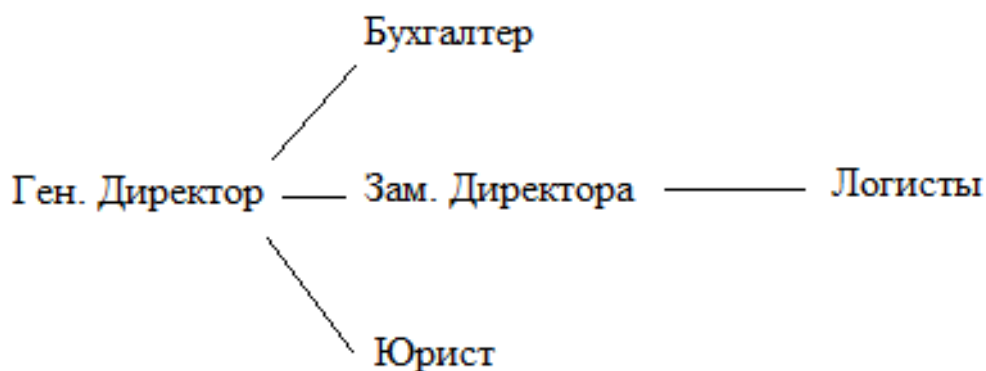 Бухгалтер
Ген. Директор
Зам. Директора
Логисты
Юрист